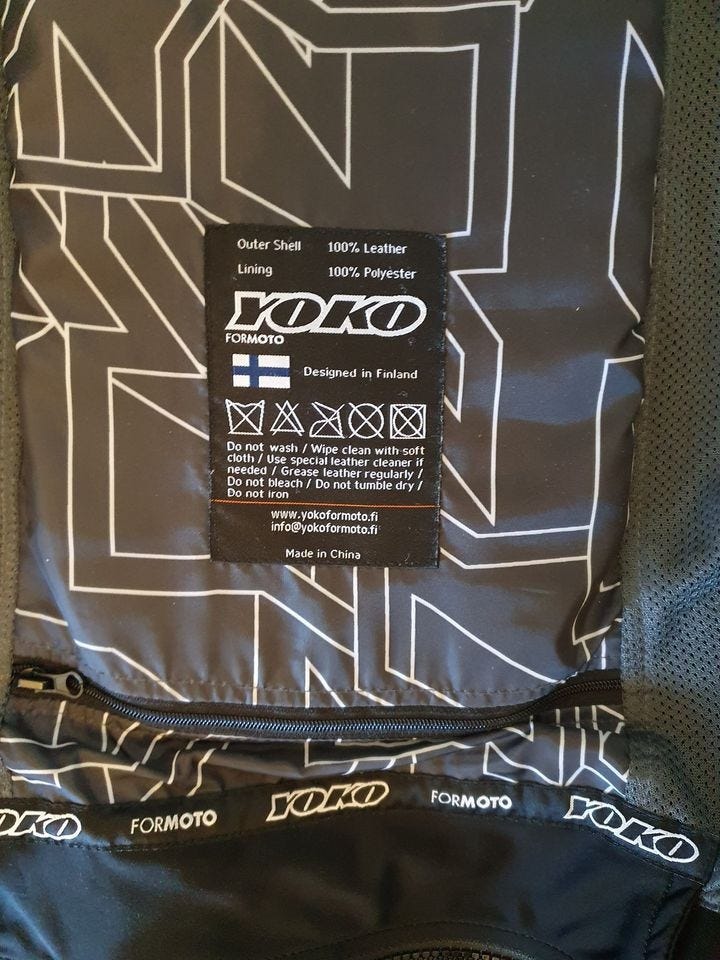 Outer Shell 100% Leather
Lining 100% Polyester
YOKO
FORMOTO
Designed in Finland
Do not wash / Wipe clean with soft
cloth / Use special leather cleaner if
needed / Grease leather regularly /
Do not bleach / Do not tumble dry /
Do not iron
www.yokoformoto.fi
info@yokoformoto.fi
Made in China
OKO FORMOTO YOKO FORMOTO YOKO